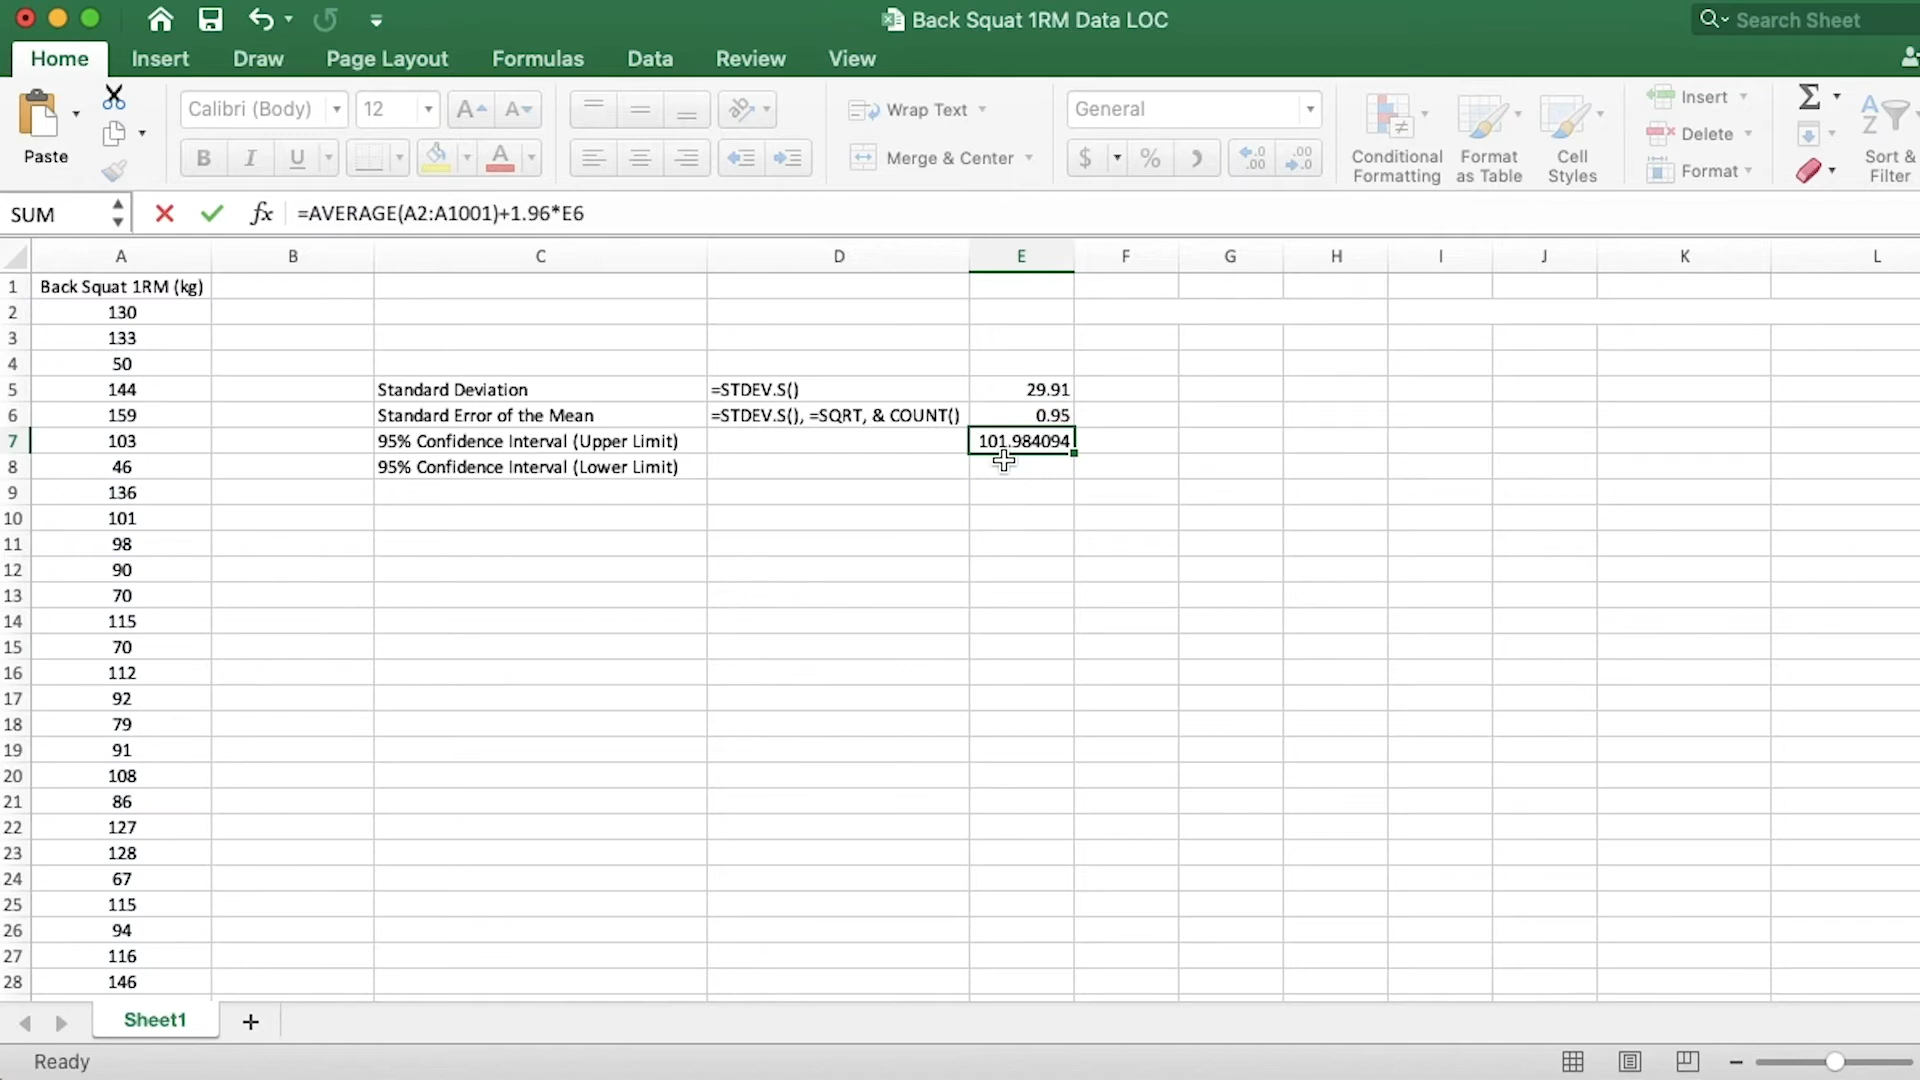 Back Squat 1RM Data LOC
Search Sheet
Home Insert Draw Page Layout Formulas Data Review View
Paste
Calibri (Body) 12
Wrap Text
Merge & Center
General
Conditional Formatting
Format as Table
Cell Styles
Insert
Delete
Format
Sort & Filter
SUM fx =AVERAGE(A2:A1001)+1.96*E6
A B C D E F G H I J K L
1 Back Squat 1RM (kg)
2 130
3 133
4 50
5 144 Standard Deviation =STDEV.S() 29.91
6 159 Standard Error of the Mean =STDEV.S(), =SQRT, & COUNT() 0.95
7 103 95% Confidence Interval (Upper Limit) 101.984094
8 46 95% Confidence Interval (Lower Limit)
9 136
10 101
11 98
12 90
13 70
14 115
15 70
16 112
17 92
18 79
19 91
20 108
21 86
22 127
23 128
24 67
25 115
26 94
27 116
28 146
Sheet1
Ready